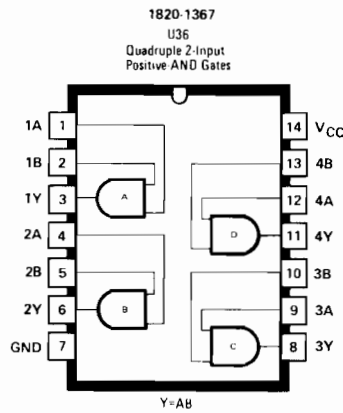 1820-1367
U36
Quadruple 2-Input
Positive-AND Gates
1A 1
1B 2
1Y 3
2A 4
2B 5
2Y 6
GND 7
A
B
14 VCC
13 4B
12 4A
11 4Y
10 3B
9 3A
8 3Y
D
C
Y=AB